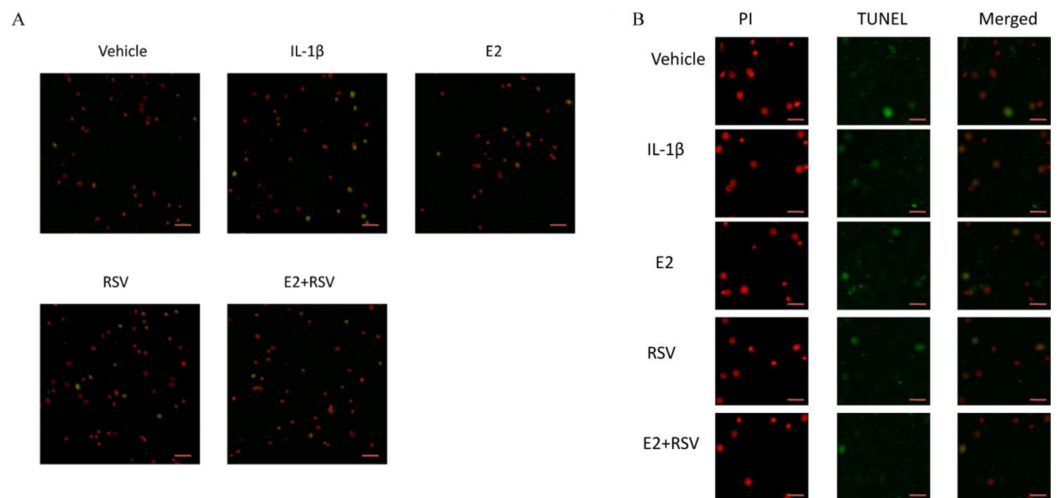 A
Vehicle IL-1β E2
RSV E2+RSV
B
PI TUNEL Merged
Vehicle
IL-1β
E2
RSV
E2+RSV